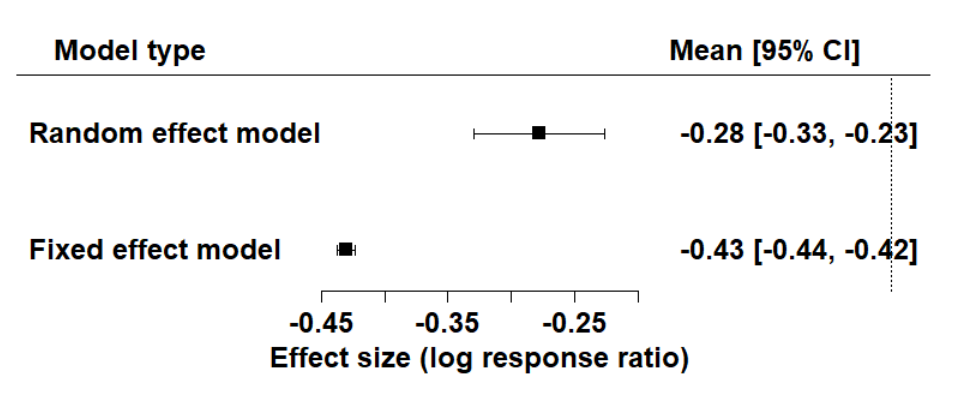 Model type Mean [95% CI]
Random effect model -0.28 [-0.33, -0.23]
Fixed effect model -0.43 [-0.44, -0.42]
-0.45 -0.35 -0.25
Effect size (log response ratio)